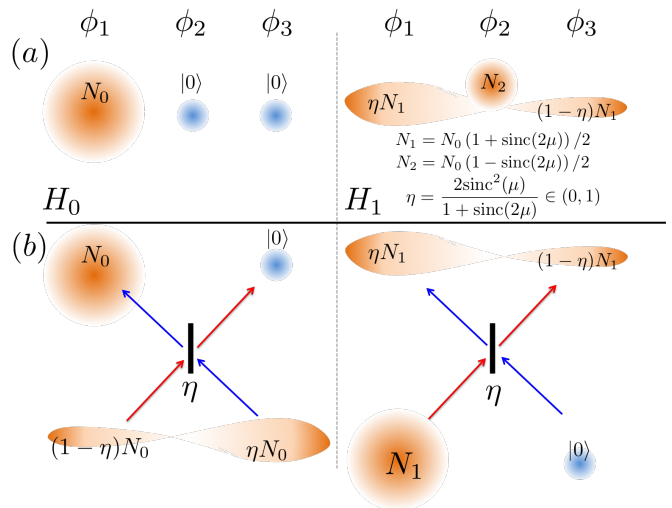 ϕ₁ ϕ₂ ϕ₃ ϕ₁ ϕ₂ ϕ₃
(a)
N₀ |0⟩ |0⟩
ηN₁ N₂ (1 − η)N₁
N₁ = N₀ (1 + sinc(2μ)) /2
N₂ = N₀ (1 − sinc(2μ)) /2
η = 2sinc²(μ) / 1 + sinc(2μ) ∈ (0, 1)
H₀ H₁
(b)
N₀ |0⟩
ηN₁ (1 − η)N₁
η η
(1 − η)N₀ ηN₀
N₁ |0⟩